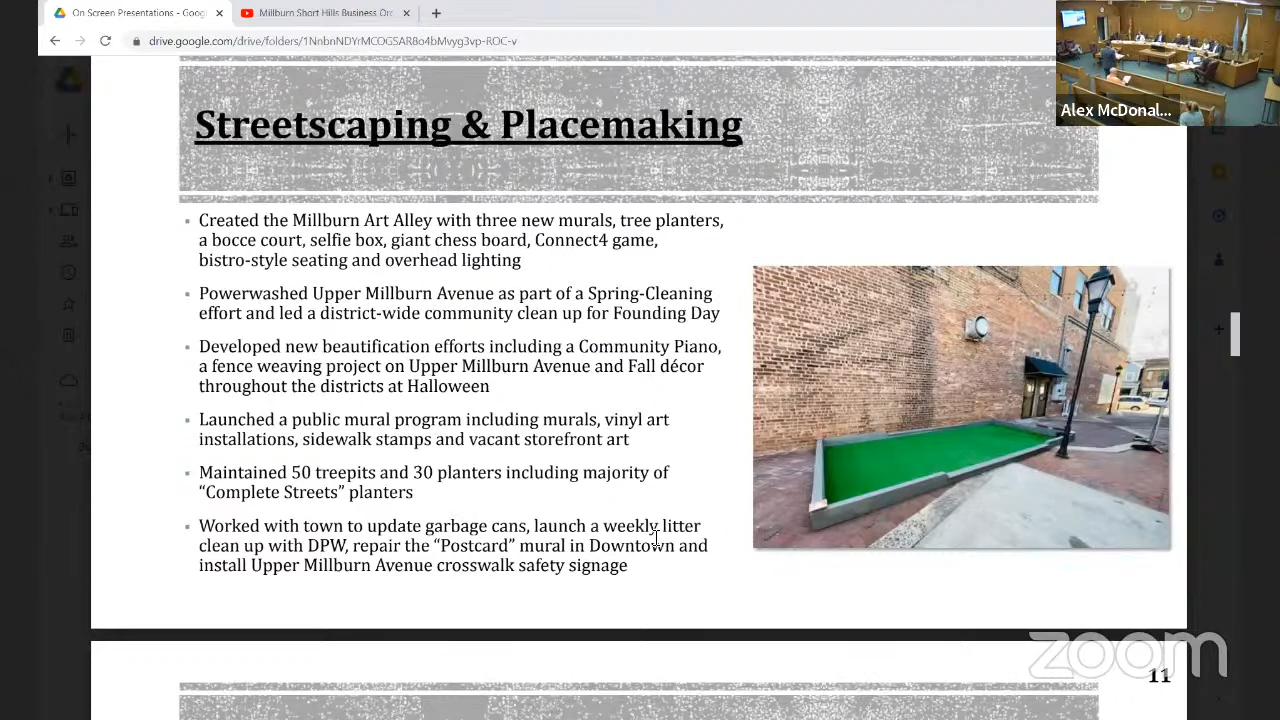 On Screen Presentations - Goog
Millburn Short Hills Business Or
drive.google.com/drive/folders/1NnbnNDYrMCOGSAR8o4bMvyg3vp-ROC-v
Alex McDonal...
Streetscaping & Placemaking
Created the Millburn Art Alley with three new murals, tree planters,
a bocce court, selfie box, giant chess board, Connect4 game,
bistro-style seating and overhead lighting
Powerwashed Upper Millburn Avenue as part of a Spring-Cleaning
effort and led a district-wide community clean up for Founding Day
Developed new beautification efforts including a Community Piano,
a fence weaving project on Upper Millburn Avenue and Fall décor
throughout the districts at Halloween
Launched a public mural program including murals, vinyl art
installations, sidewalk stamps and vacant storefront art
Maintained 50 treepits and 30 planters including majority of
“Complete Streets” planters
Worked with town to update garbage cans, launch a weekly litter
clean up with DPW, repair the “Postcard” mural in Downtown and
install Upper Millburn Avenue crosswalk safety signage
zoom
11